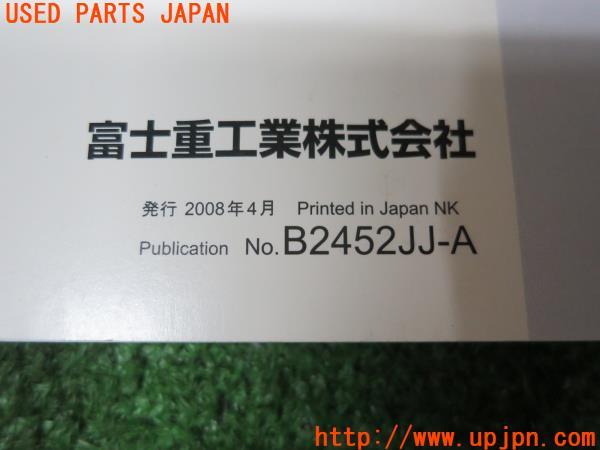 USED PARTS JAPAN
富士重工業株式会社
発行 2008年4月 Printed in Japan NK
Publication No. B2452JJ-A
http://www.upjpn.com/